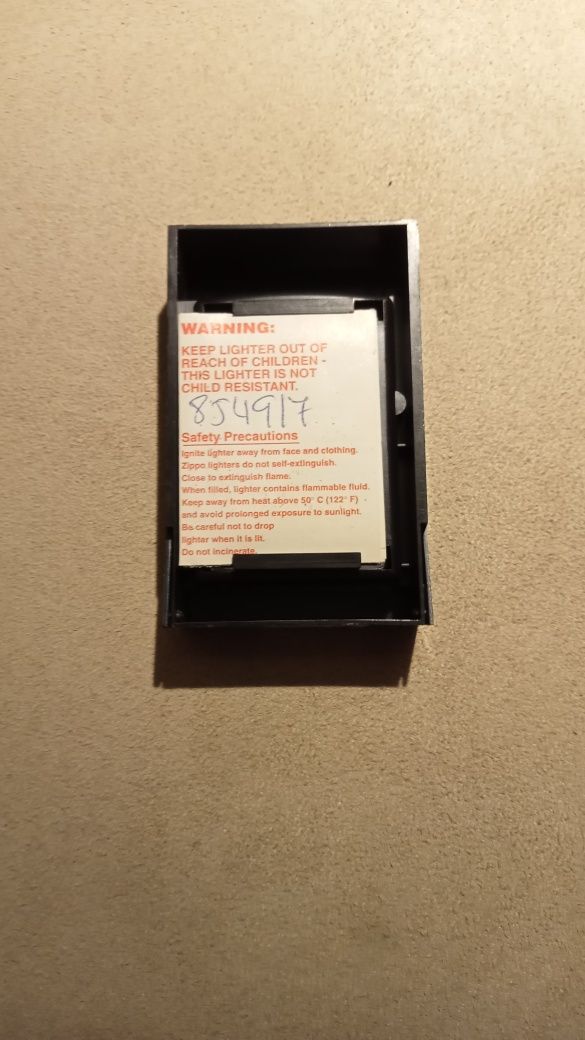 WARNING:
KEEP LIGHTER OUT OF
REACH OF CHILDREN -
THIS LIGHTER IS NOT
CHILD RESISTANT.
854917
Safety Precautions
Ignite lighter away from face and clothing.
Zippo lighters do not self-extinguish.
Close to extinguish flame.
When filled, lighter contains flammable fluid.
Keep away from heat above 50° C (122° F)
and avoid prolonged exposure to sunlight.
Be careful not to drop
lighter when it is lit.
Do not incinerate.